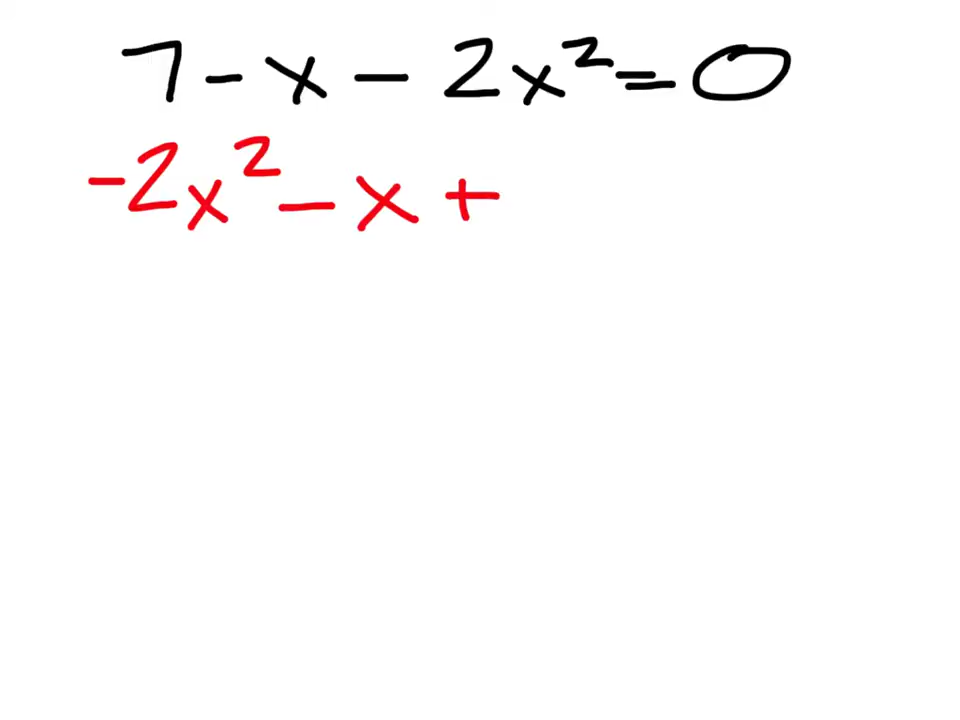 7 - x - 2x² = 0
-2x² - x +